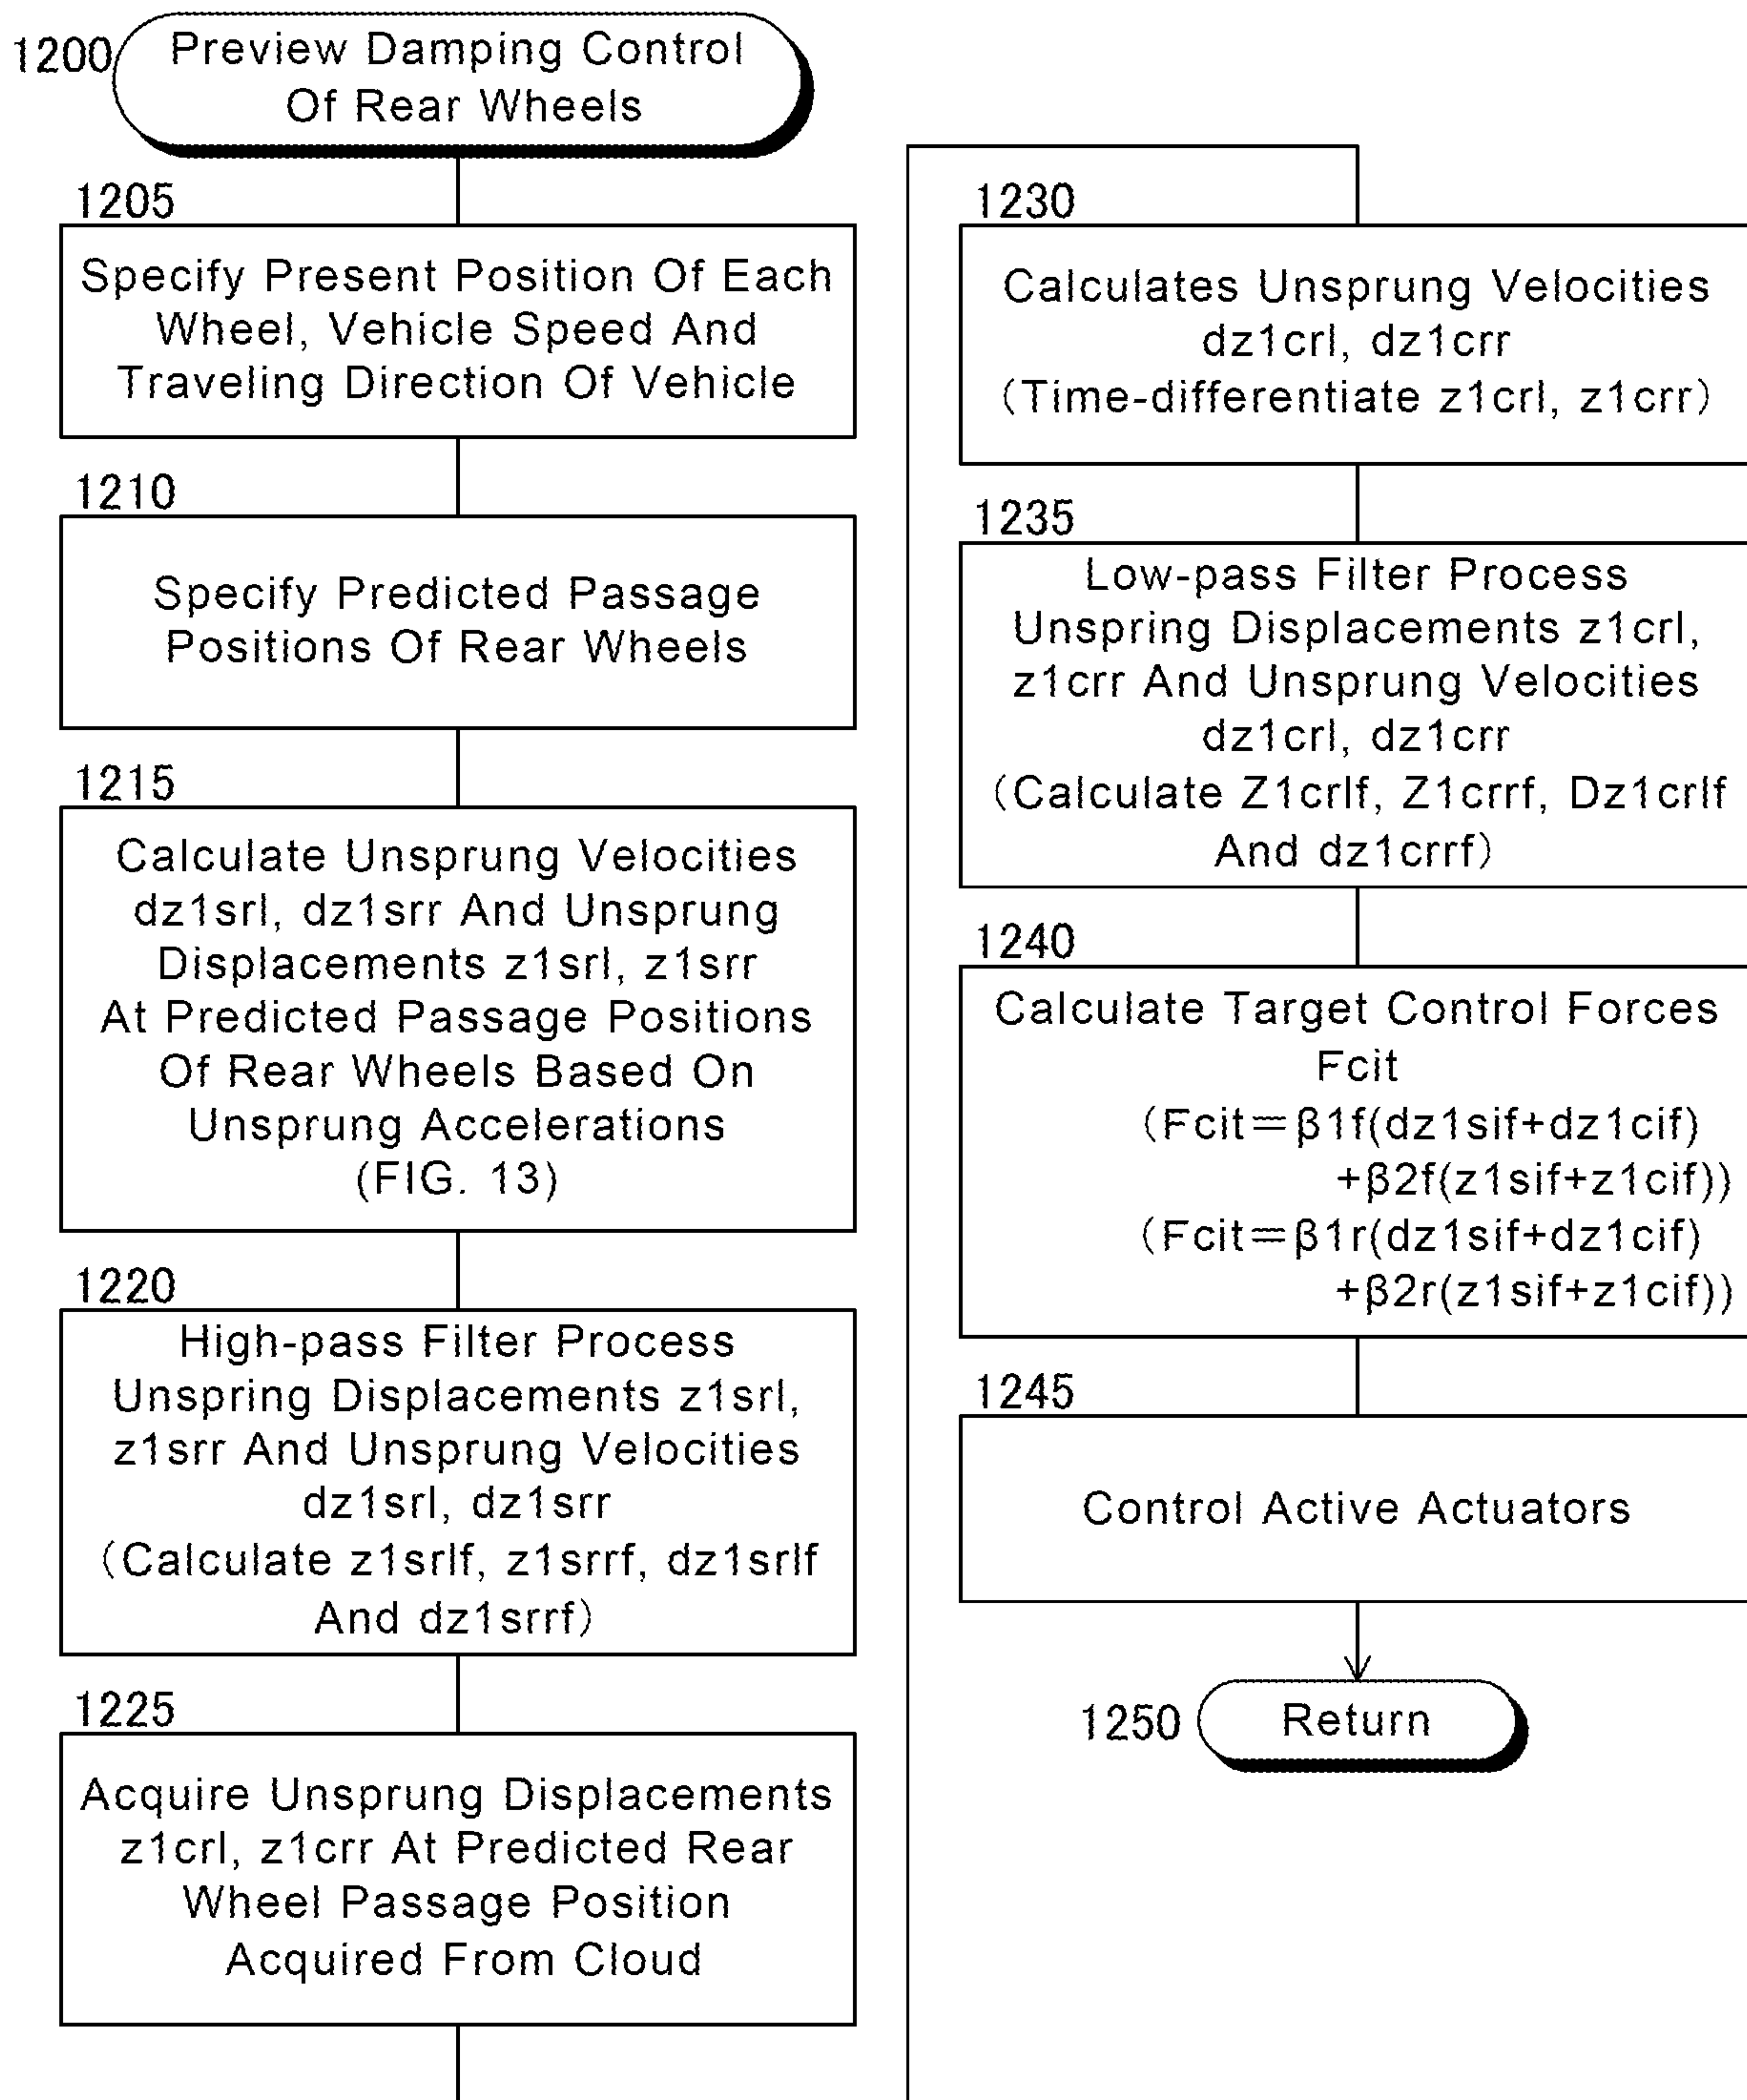 1200
Preview Damping Control
Of Rear Wheels
1205
Specify Present Position Of Each
Wheel, Vehicle Speed And
Traveling Direction Of Vehicle
1210
Specify Predicted Passage
Positions Of Rear Wheels
1215
Calculate Unsprung Velocities
dz1srl, dz1srr And Unsprung
Displacements z1srl, z1srr
At Predicted Passage Positions
Of Rear Wheels Based On
Unsprung Accelerations
(FIG. 13)
1220
High-pass Filter Process
Unspring Displacements z1srl,
z1srr And Unsprung Velocities
dz1srl, dz1srr
(Calculate z1srlf, z1srrf, dz1srlf
And dz1srrf)
1225
Acquire Unsprung Displacements
z1crl, z1crr At Predicted Rear
Wheel Passage Position
Acquired From Cloud
1230
Calculates Unsprung Velocities
dz1crl, dz1crr
(Time-differentiate z1crl, z1crr)
1235
Low-pass Filter Process
Unspring Displacements z1crl,
z1crr And Unsprung Velocities
dz1crl, dz1crr
(Calculate Z1crlf, Z1crrf, Dz1crlf
And dz1crrf)
1240
Calculate Target Control Forces
Fcit
(Fcit=β1f(dz1sif+dz1cif)
+β2f(z1sif+z1cif))
(Fcit=β1r(dz1sif+dz1cif)
+β2r(z1sif+z1cif))
1245
Control Active Actuators
1250
Return